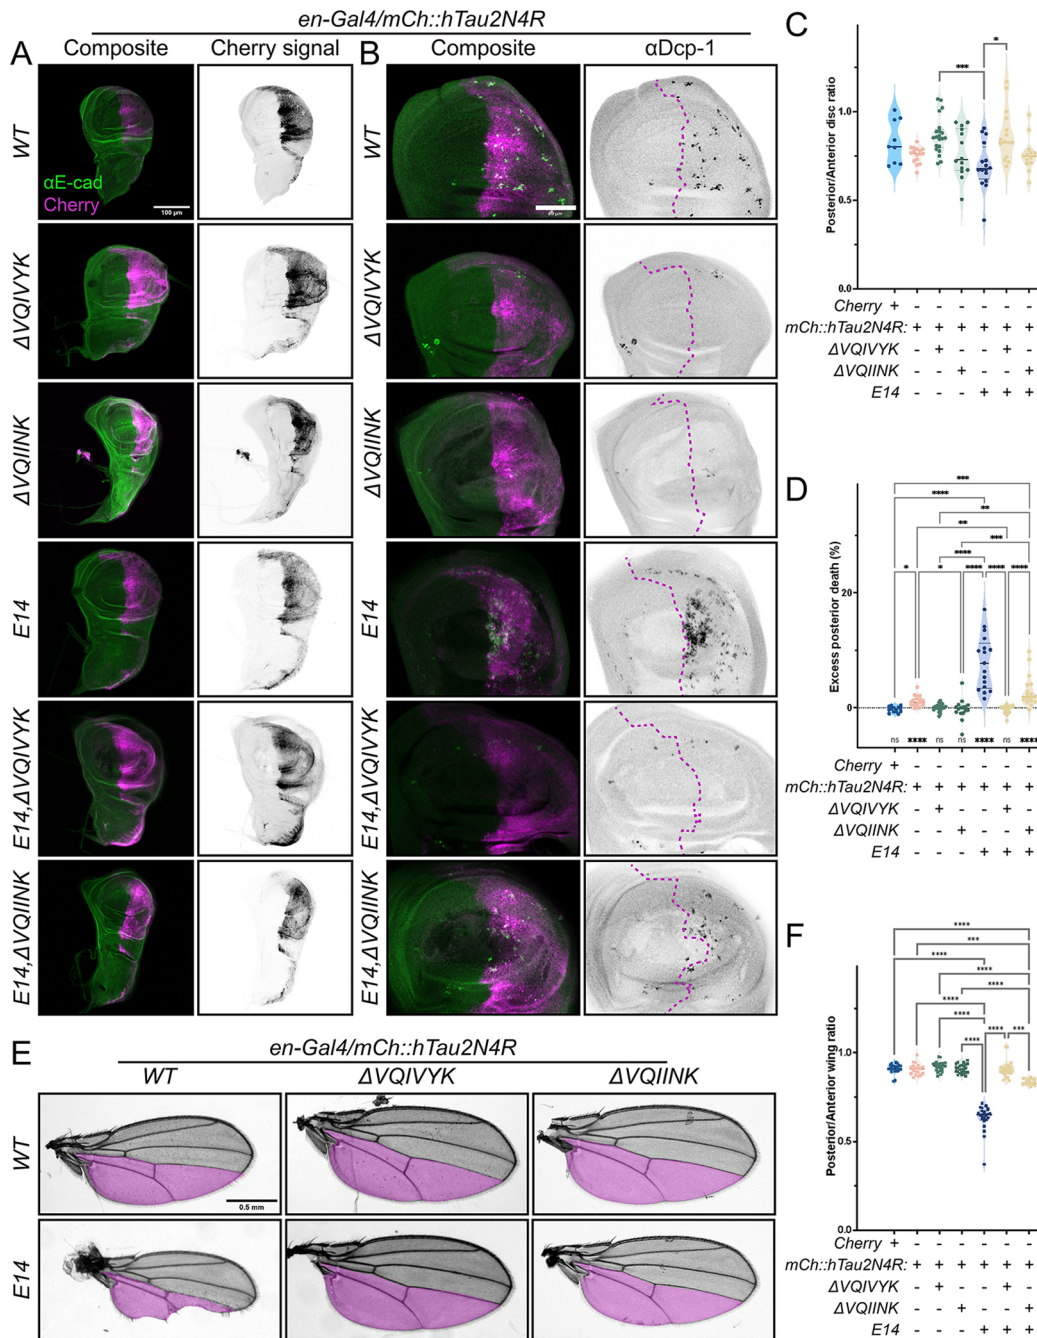 en-Gal4/mCh::hTau2N4R
A
Composite
Cherry signal
B
Composite
αDcp-1
WT
αE-cad
Cherry
100 µm
WT
ΔVQIVYK
ΔVQIVYK
ΔVQIINK
ΔVQIINK
E14
E14
E14,ΔVQIVYK
E14,ΔVQIVYK
E14,ΔVQIINK
E14,ΔVQIINK
C
Posterior/Anterior disc ratio
*
***
1.0
0.5
0.0
Cherry + - - - - - -
mCh::hTau2N4R: - + + + + + +
ΔVQIVYK - - + - - + -
ΔVQIINK - - - + - - +
E14 - - - - + + +
D
Excess posterior death (%)
***
****
**
**
***
****
* * **** **** ****
20
0
ns **** ns ns **** ns ****
Cherry + - - - - - -
mCh::hTau2N4R: - + + + + + +
ΔVQIVYK - - + - - + -
ΔVQIINK - - - + - - +
E14 - - - - + + +
E
en-Gal4/mCh::hTau2N4R
WT
ΔVQIVYK
ΔVQIINK
WT
0.5 mm
E14
F
Posterior/Anterior wing ratio
****
***
****
****
****
****
****
**** ***
****
1.0
0.5
0.0
Cherry + - - - - - -
mCh::hTau2N4R: - + + + + + +
ΔVQIVYK - - + - - + -
ΔVQIINK - - - + - - +
E14 - - - - + + +